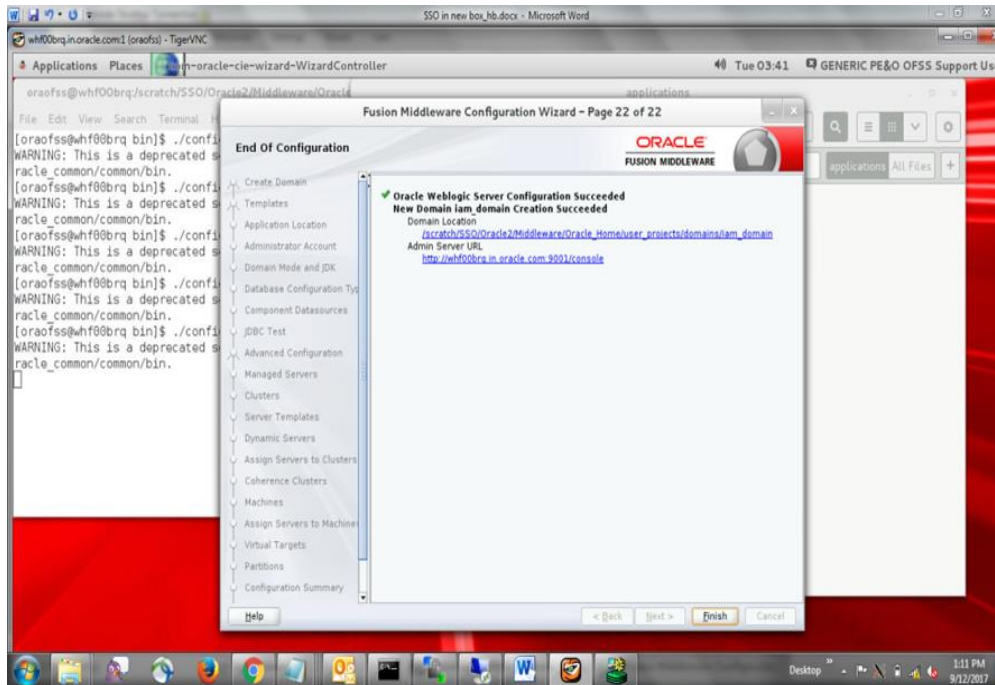 SSO in new box_hb.docx - Microsoft Word
whf00brq.in.oracle.com:1 (oraofss) - TigerVNC
Applications Places m-oracle-cie-wizard-WizardController Tue 03:41 GENERIC PE&O OFSS Support Us
oraofss@whf00brq:/scratch/SSO/Oracle2/Middleware/Oracle
applications
File Edit View Search Terminal H
applications All Files
[oraofss@whf00brq bin]$ ./confi
WARNING: This is a deprecated s
racle_common/common/bin.
[oraofss@whf00brq bin]$ ./confi
WARNING: This is a deprecated s
racle_common/common/bin.
[oraofss@whf00brq bin]$ ./confi
WARNING: This is a deprecated s
racle_common/common/bin.
[oraofss@whf00brq bin]$ ./confi
WARNING: This is a deprecated s
racle_common/common/bin.
[oraofss@whf00brq bin]$ ./confi
WARNING: This is a deprecated s
racle_common/common/bin.
Fusion Middleware Configuration Wizard - Page 22 of 22
End Of Configuration
ORACLE
FUSION MIDDLEWARE
Create Domain
Templates
Application Location
Administrator Account
Domain Mode and JDK
Database Configuration Typ
Component Datasources
JDBC Test
Advanced Configuration
Managed Servers
Clusters
Server Templates
Dynamic Servers
Assign Servers to Clusters
Coherence Clusters
Machines
Assign Servers to Machines
Virtual Targets
Partitions
Configuration Summary
Oracle Weblogic Server Configuration Succeeded
New Domain iam_domain Creation Succeeded
Domain Location
/scratch/SSO/Oracle2/Middleware/Oracle_Home/user_projects/domains/iam_domain
Admin Server URL
http://whf00brq.in.oracle.com:9001/console
Help < Back Next > Finish Cancel
Desktop 1:11 PM
9/12/2017